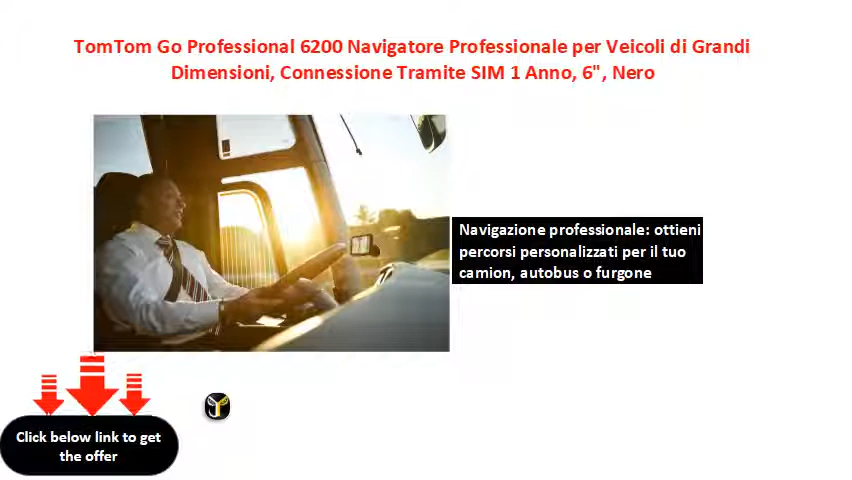 TomTom Go Professional 6200 Navigatore Professionale per Veicoli di Grandi
Dimensioni, Connessione Tramite SIM 1 Anno, 6", Nero
Navigazione professionale: ottieni
percorsi personalizzati per il tuo
camion, autobus o furgone
Click below link to get
the offer